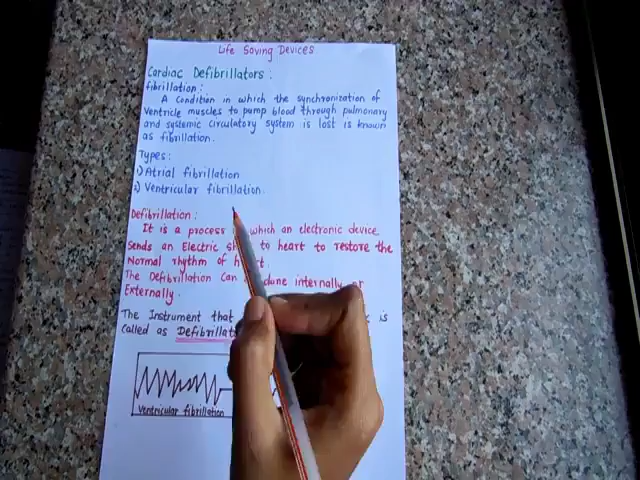 Life Saving Devices
Cardiac Defibrillators :
fibrillation :
A Condition in which the synchronization of
Ventricle muscles to pump blood through pulmonary
and systemic circulatory system is lost is known
as fibrillation.
Types :
1) Atrial fibrillation
2) Ventricular fibrillation.
Defibrillation :
It is a process which an electronic device
Sends an Electric to heart to restore the
Normal rhythm of
The Defibrillation Can internally or
Externally.
The Instrument that is
called as
Ventricular fibrillation